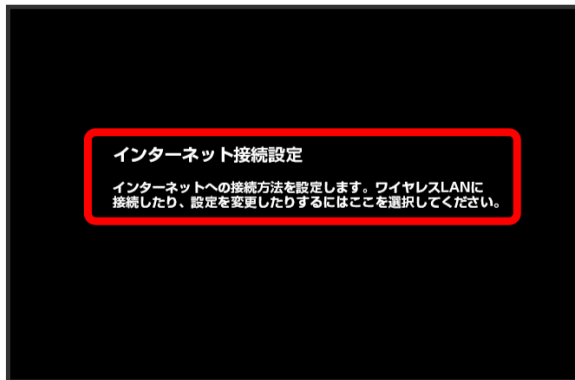 インターネット接続設定
インターネットへの接続方法を設定します。ワイヤレスLANに
接続したり、設定を変更したりするにはここを選択してください。